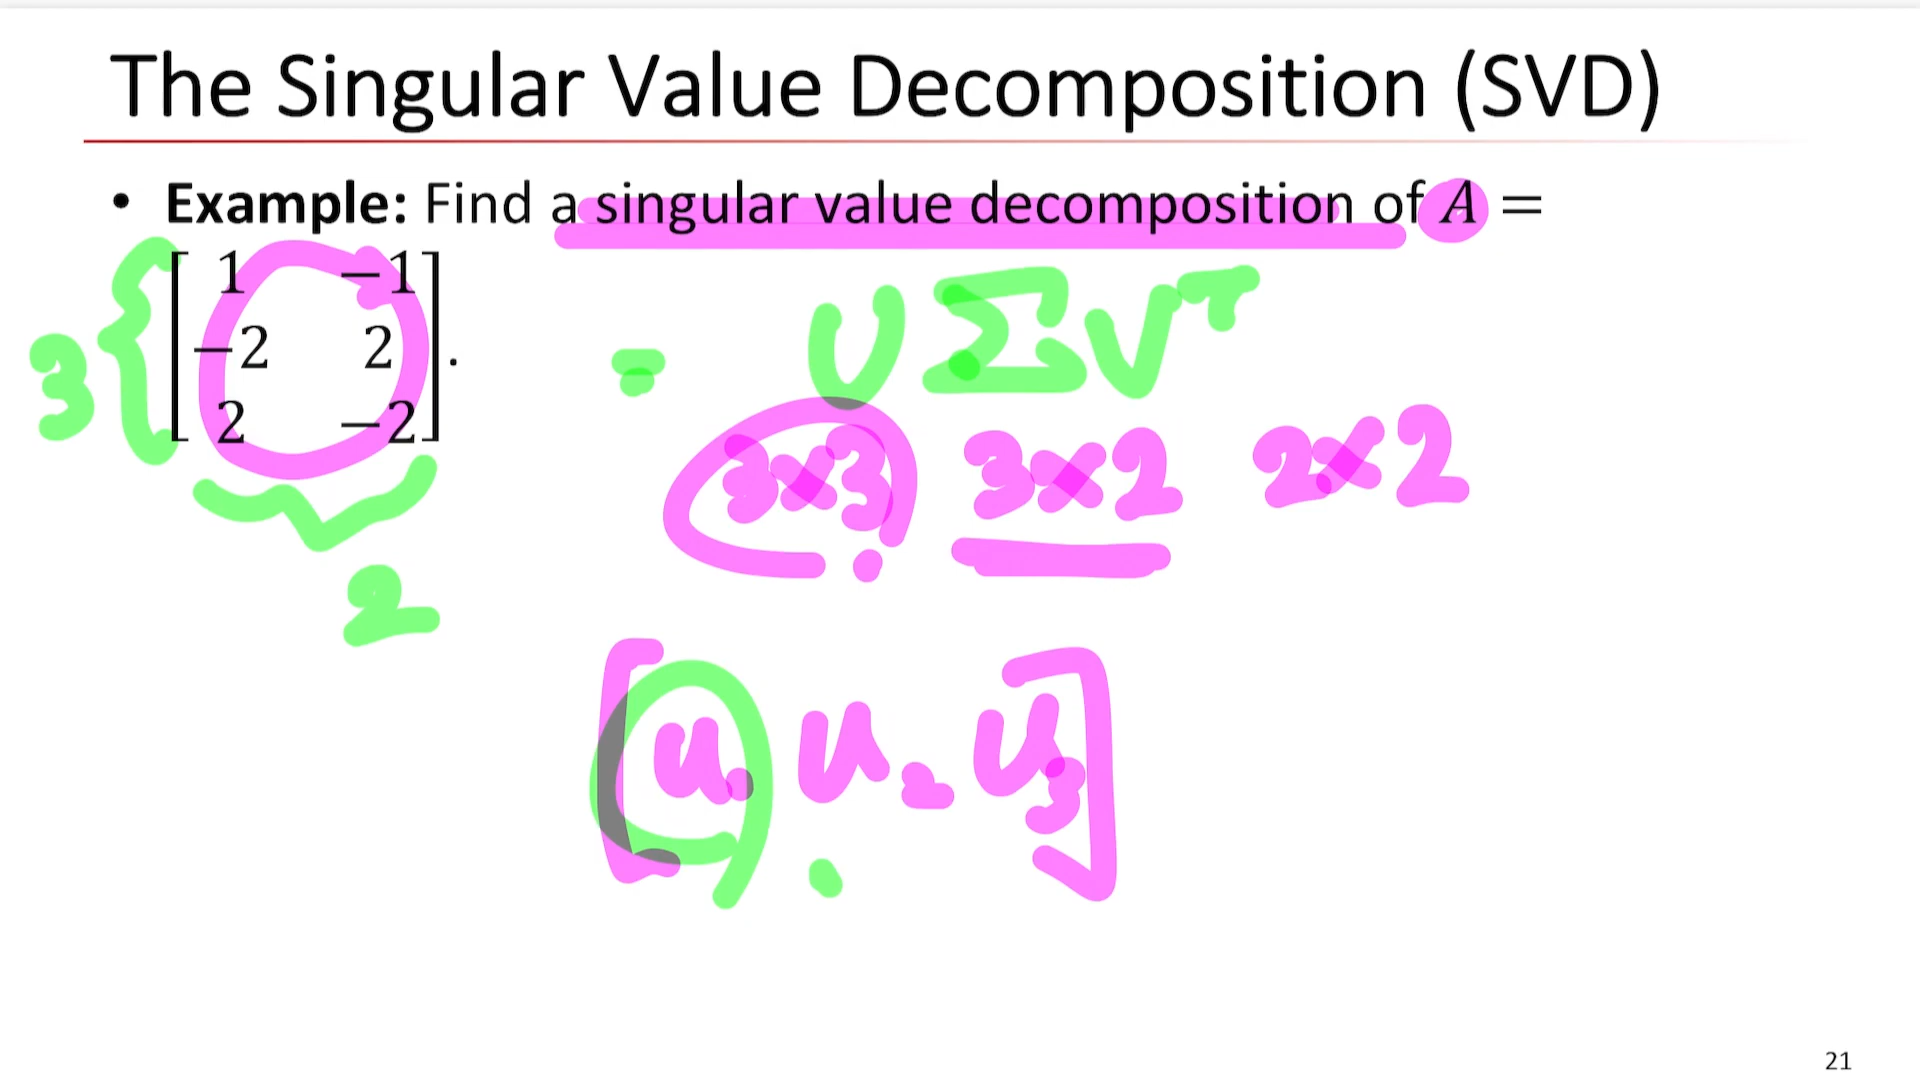 The Singular Value Decomposition (SVD)
• Example: Find a singular value decomposition of A =
[ 1 −1
−2 2
2 −2 ].
3 { = U Σ V^T
3×3 3×2 2×2
2
[u₁ u₂ u₃]
21